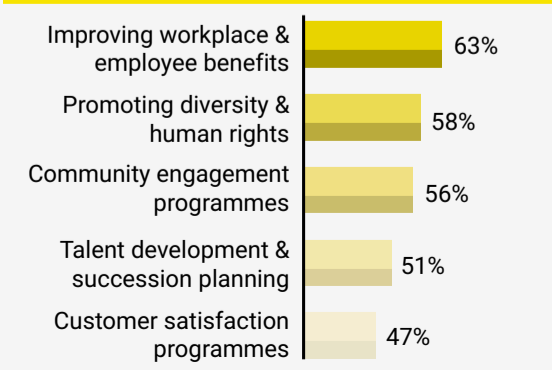 Improving workplace &
employee benefits
63%
Promoting diversity &
human rights
58%
Community engagement
programmes
56%
Talent development &
succession planning
51%
Customer satisfaction
programmes
47%